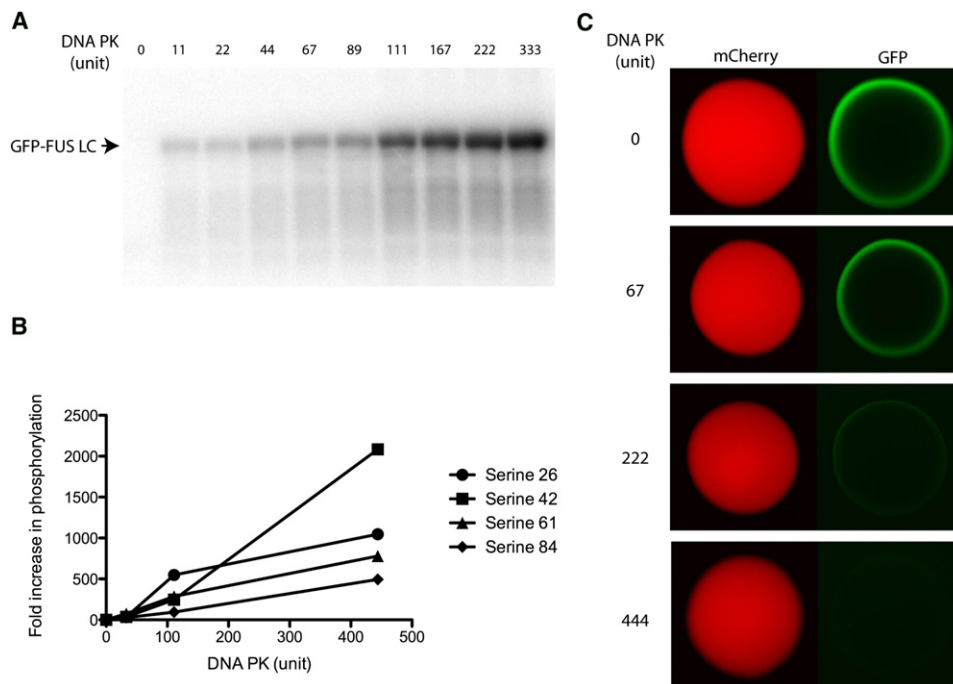 A
DNA PK
(unit)
0 11 22 44 67 89 111 167 222 333
GFP-FUS LC
B
Fold increase in phosphorylation
2500
2000
1500
1000
500
0
0 100 200 300 400 500
DNA PK (unit)
Serine 26
Serine 42
Serine 61
Serine 84
C
DNA PK
(unit)
mCherry GFP
0
67
222
444